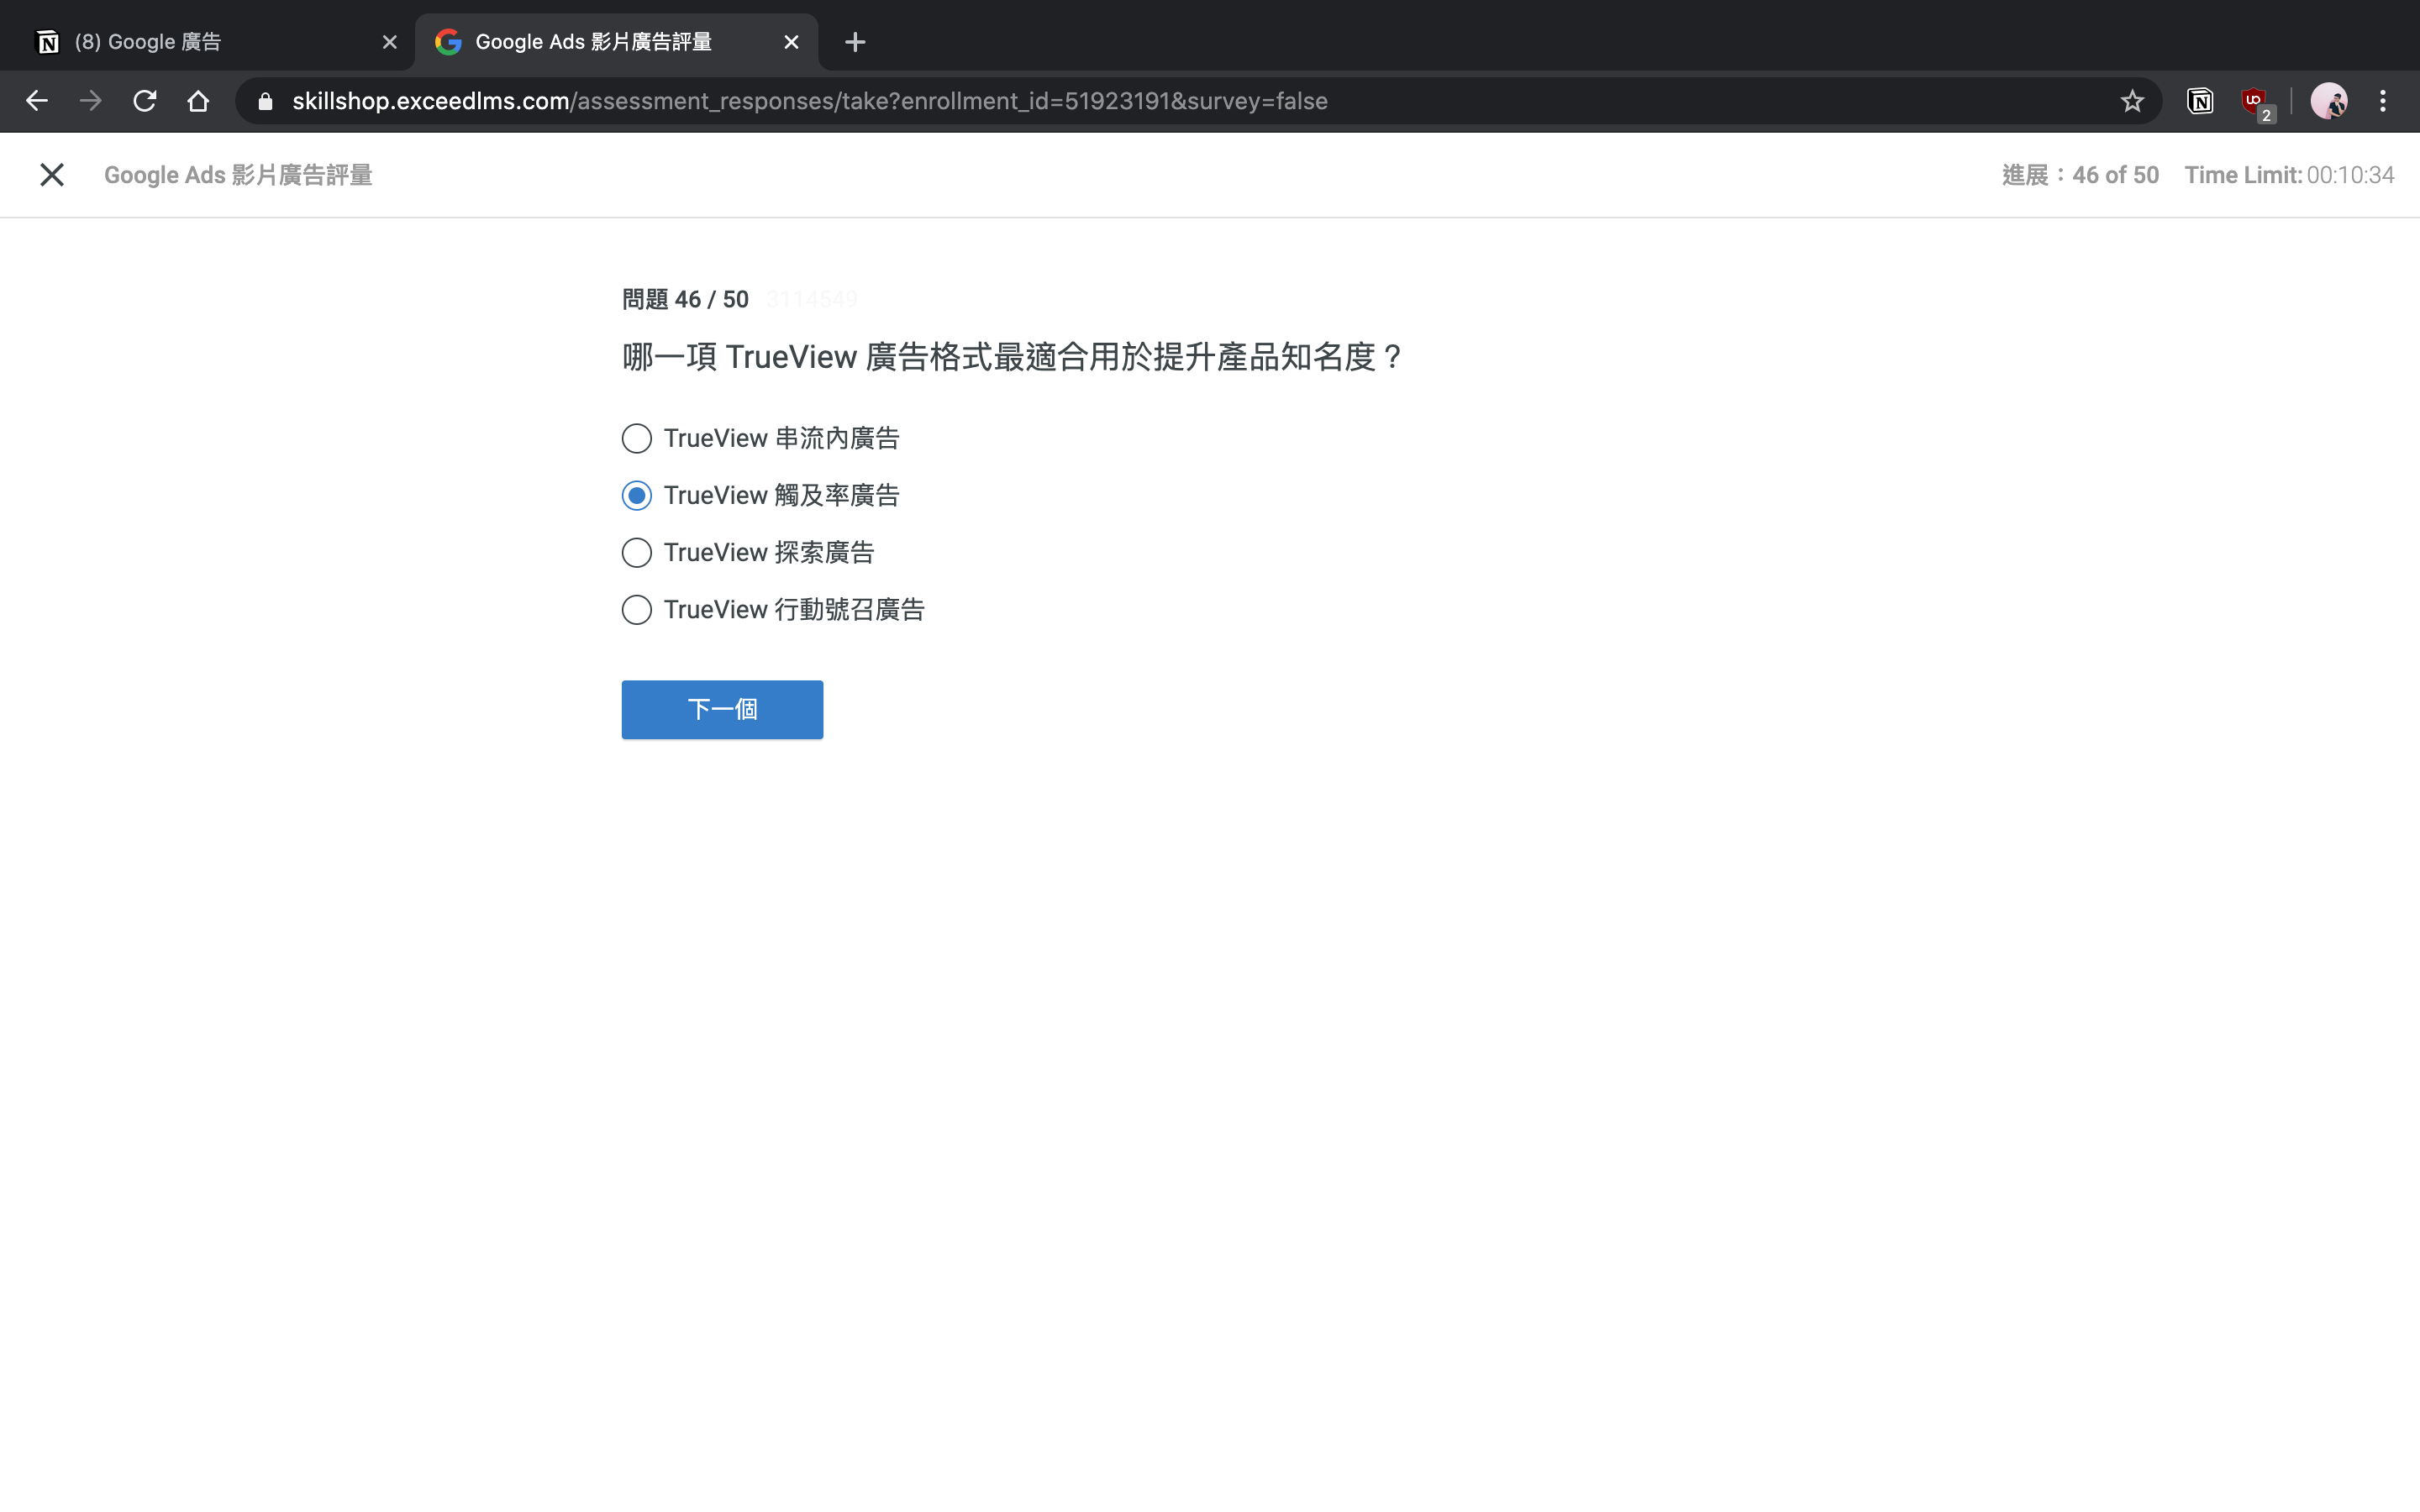 (8) Google 廣告
Google Ads 影片廣告評量
skillshop.exceedlms.com/assessment_responses/take?enrollment_id=51923191&survey=false
2
Google Ads 影片廣告評量
進展：46 of 50 Time Limit: 00:10:34
問題 46 / 50 3114549
哪一項 TrueView 廣告格式最適合用於提升產品知名度？
TrueView 串流內廣告
TrueView 觸及率廣告
TrueView 探索廣告
TrueView 行動號召廣告
下一個